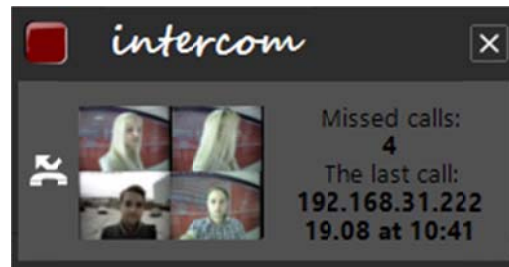 intercom
Missed calls:
4
The last call:
192.168.31.222
19.08 at 10:41